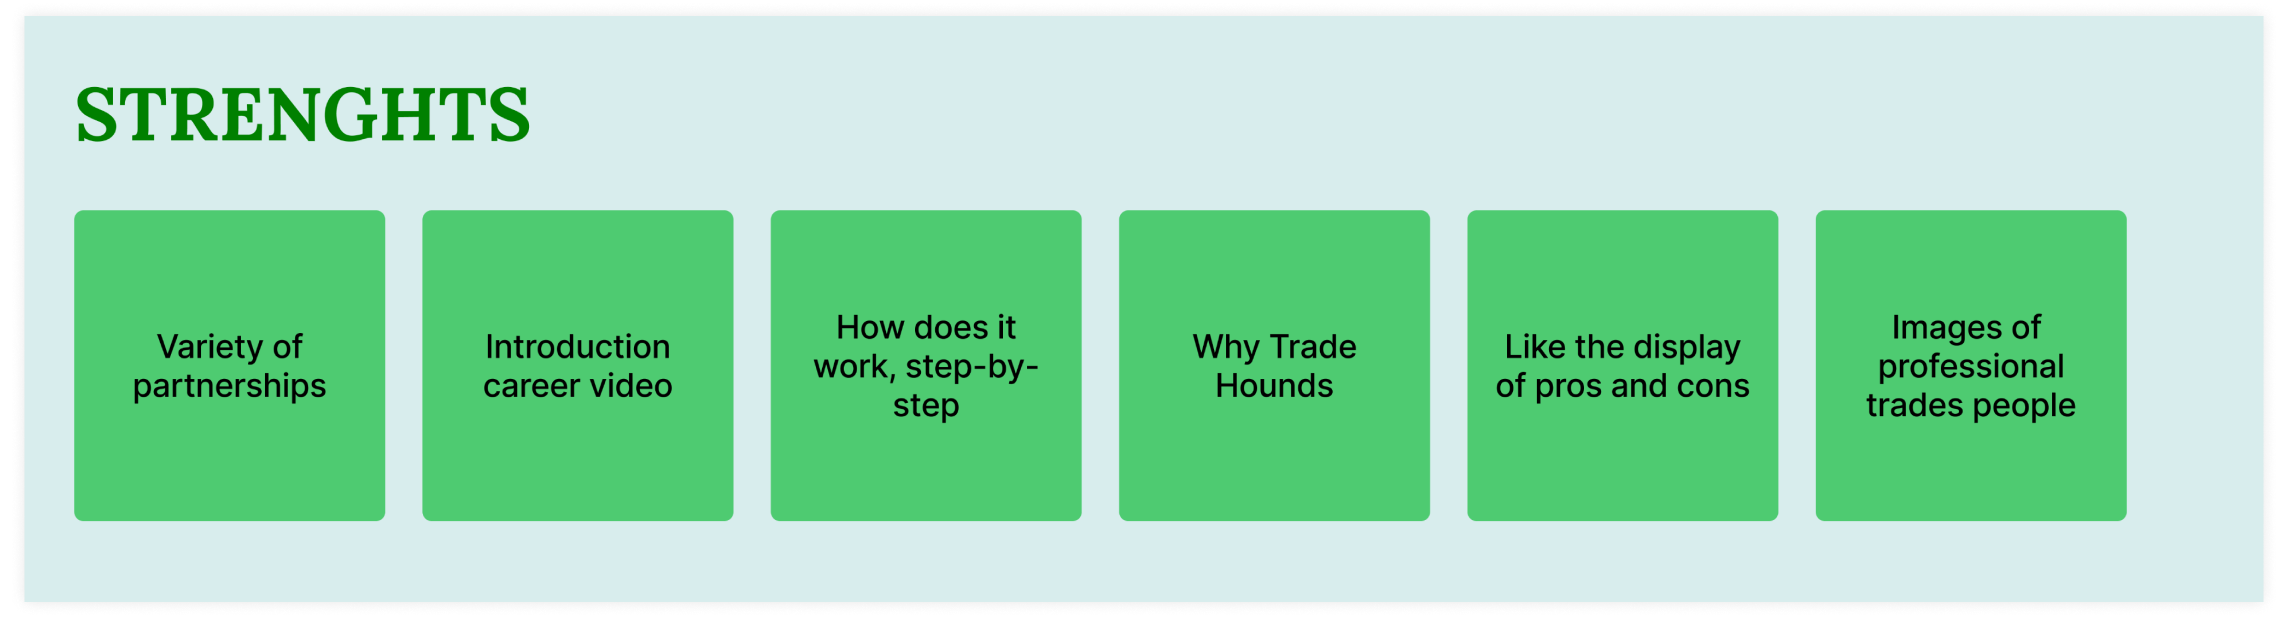 STRENGHTS
Variety of
partnerships
Introduction
career video
How does it
work, step-by-
step
Why Trade
Hounds
Like the display
of pros and cons
Images of
professional
trades people